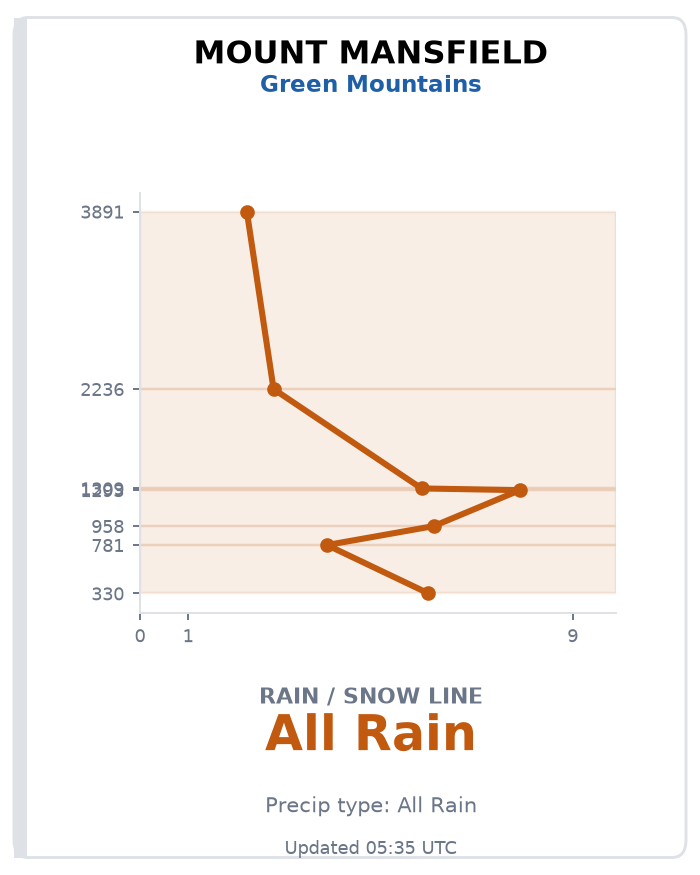 MOUNT MANSFIELD
Green Mountains
3891
2236
958
781
330
0 1 9
RAIN / SNOW LINE
All Rain
Precip type: All Rain
Updated 05:35 UTC